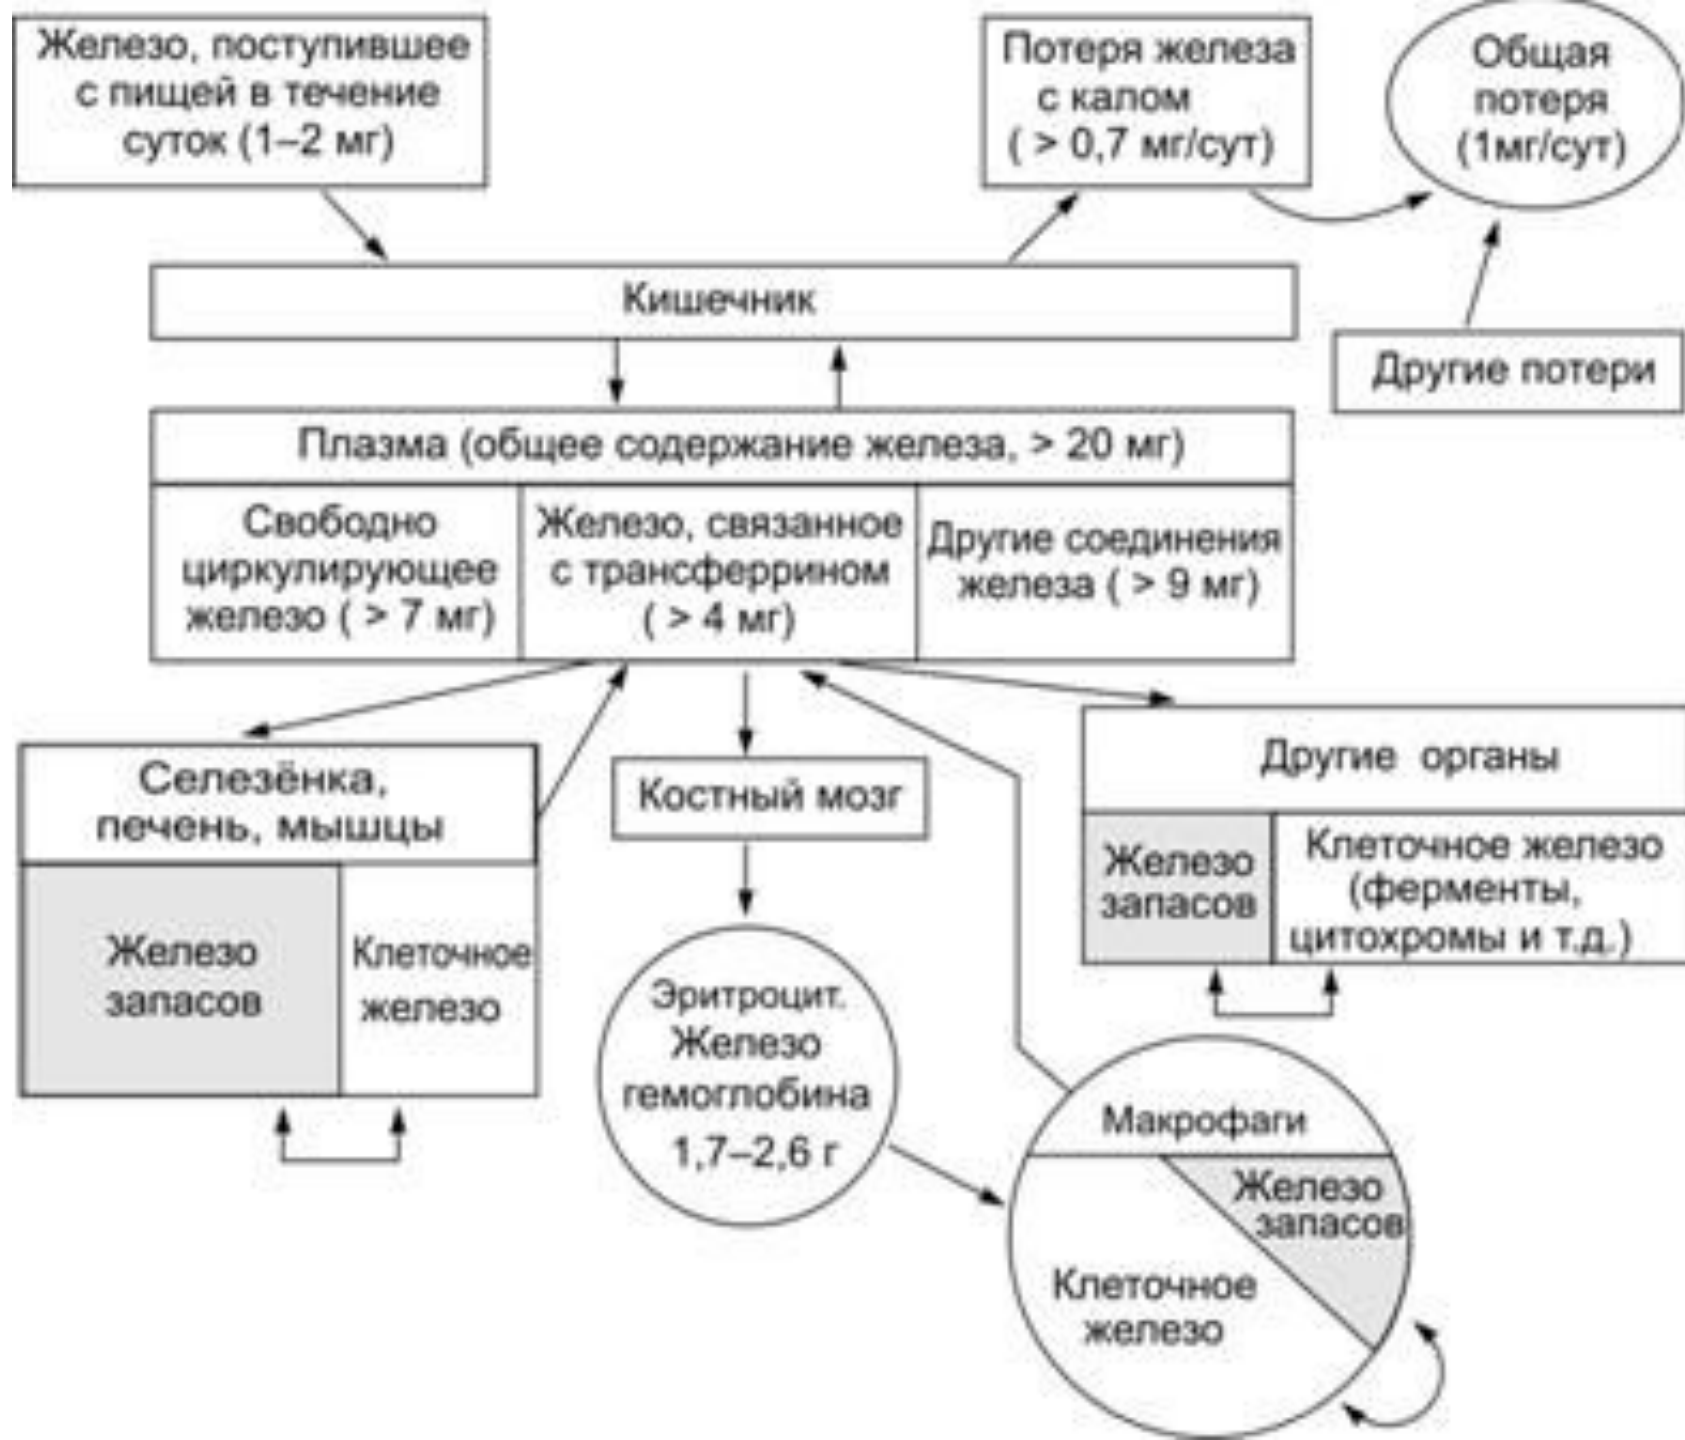 Железо, поступившее
с пищей в течение
суток (1–2 мг)
Потеря железа
с калом
( > 0,7 мг/сут)
Общая
потеря
(1мг/сут)
Кишечник
Другие потери
Плазма (общее содержание железа, > 20 мг)
Свободно
циркулирующее
железо ( > 7 мг)
Железо, связанное
с трансферрином
( > 4 мг)
Другие соединения
железа ( > 9 мг)
Селезёнка,
печень, мышцы
Железо
запасов
Клеточное
железо
Костный мозг
Эритроцит.
Железо
гемоглобина
1,7–2,6 г
Другие органы
Железо
запасов
Клеточное железо
(ферменты,
цитохромы и т.д.)
Макрофаги
Железо
запасов
Клеточное
железо